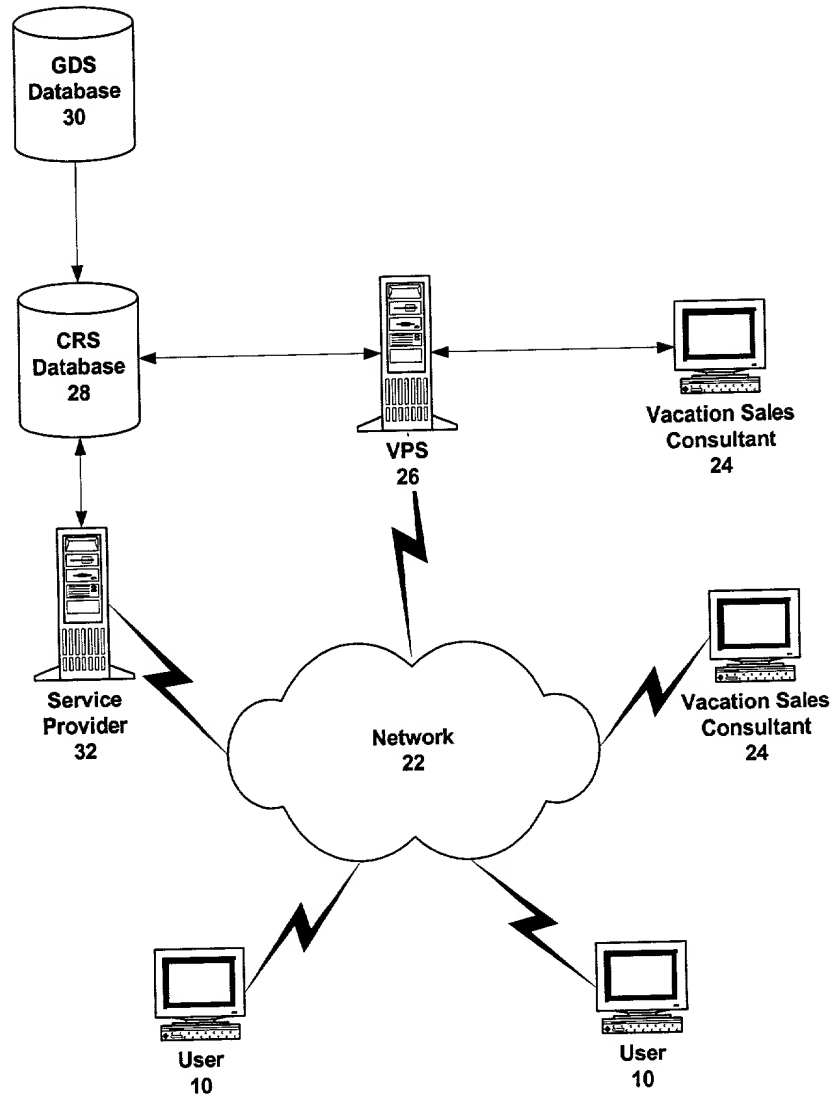 GDS
Database
30
CRS
Database
28
VPS
26
Vacation Sales
Consultant
24
Service
Provider
32
Network
22
Vacation Sales
Consultant
24
User
10
User
10